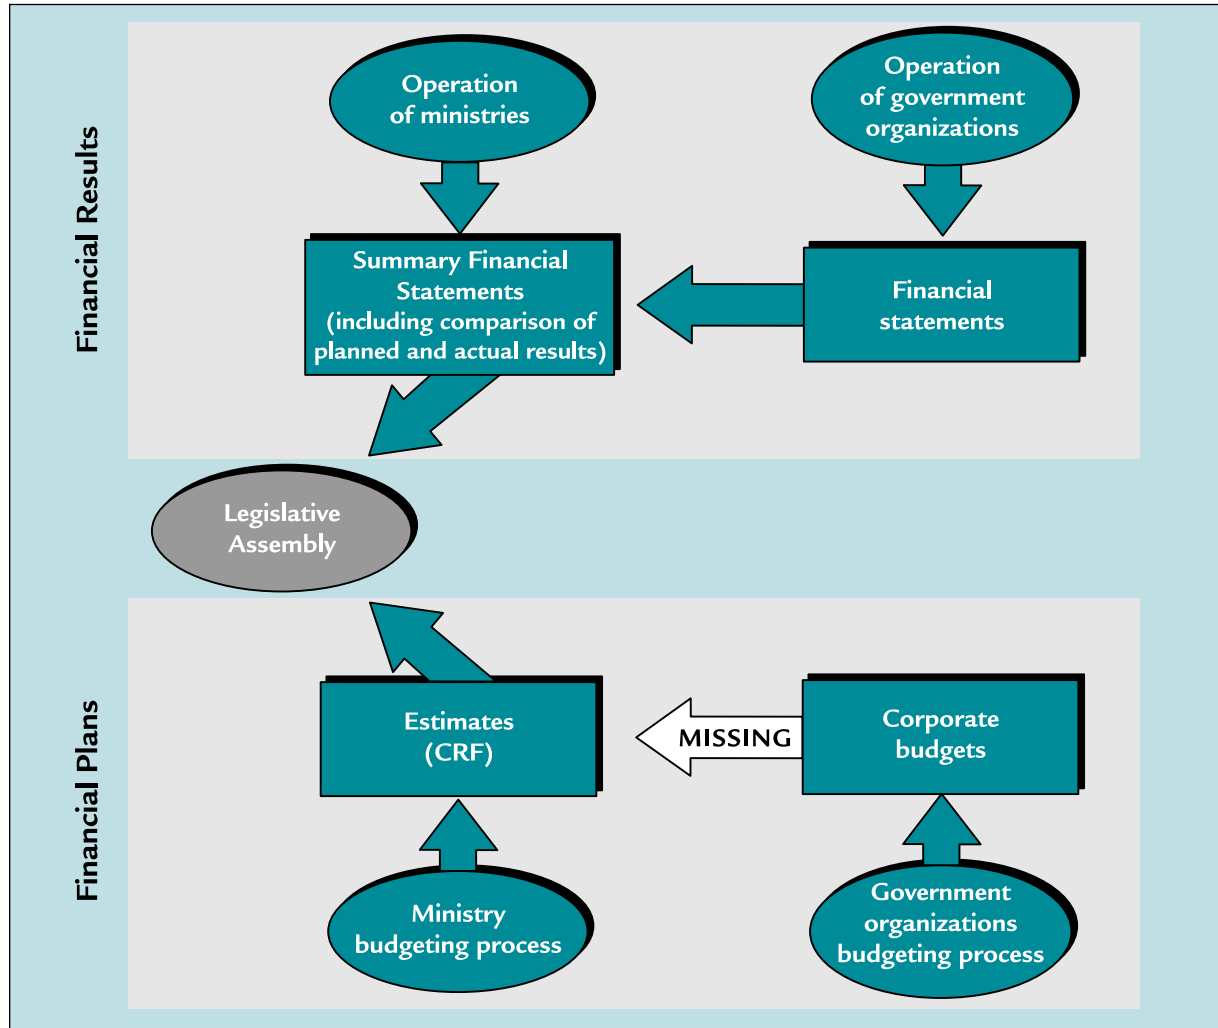 Financial Results
Operation
of ministries
Operation
of government
organizations
Summary Financial
Statements
(including comparison of
planned and actual results)
Financial
statements
Legislative
Assembly
Financial Plans
Estimates
(CRF)
MISSING
Corporate
budgets
Ministry
budgeting process
Government
organizations
budgeting process